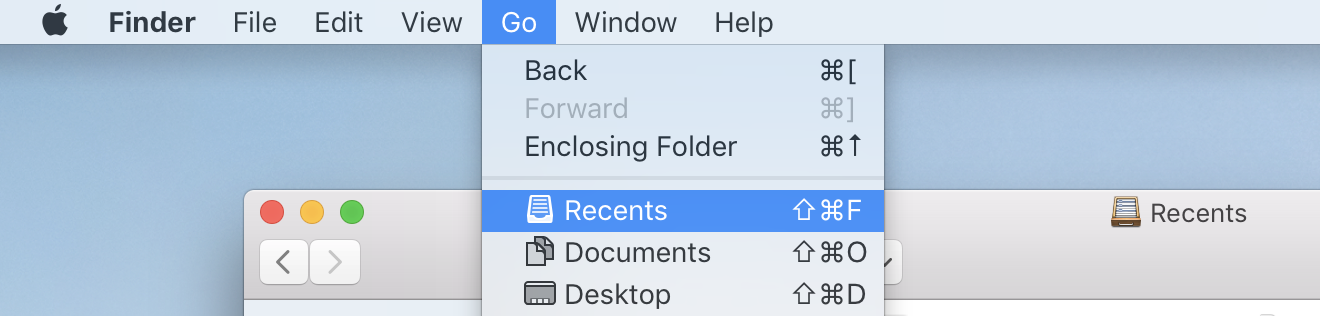 Finder File Edit View Go Window Help
Back ⌘[
Forward ⌘]
Enclosing Folder ⌘↑
Recents ⇧⌘F
Recents
Documents ⇧⌘O
Desktop ⇧⌘D